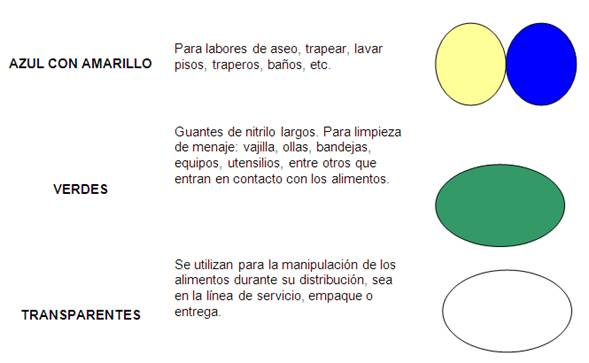 AZUL CON AMARILLO
Para labores de aseo, trapear, lavar
pisos, traperos, baños, etc.
VERDES
Guantes de nitrilo largos. Para limpieza
de menaje: vajilla, ollas, bandejas,
equipos, utensilios, entre otros que
entran en contacto con los alimentos.
TRANSPARENTES
Se utilizan para la manipulación de los
alimentos durante su distribución, sea
en la línea de servicio, empaque o
entrega.